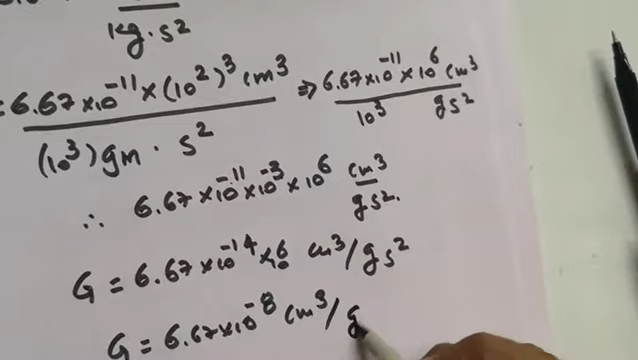 kg · s²
= 6.67 × 10⁻¹¹ × (10²)³ cm³ / (10³) gm · s² ⇒ 6.67 × 10⁻¹¹ × 10⁶ cm³ / 10³ gs²
∴ 6.67 × 10⁻¹¹ × 10⁻³ × 10⁶ cm³ / gs².
G = 6.67 × 10⁻¹⁴ × 10⁶ cm³/gs²
G = 6.67 × 10⁻⁸ cm³/g